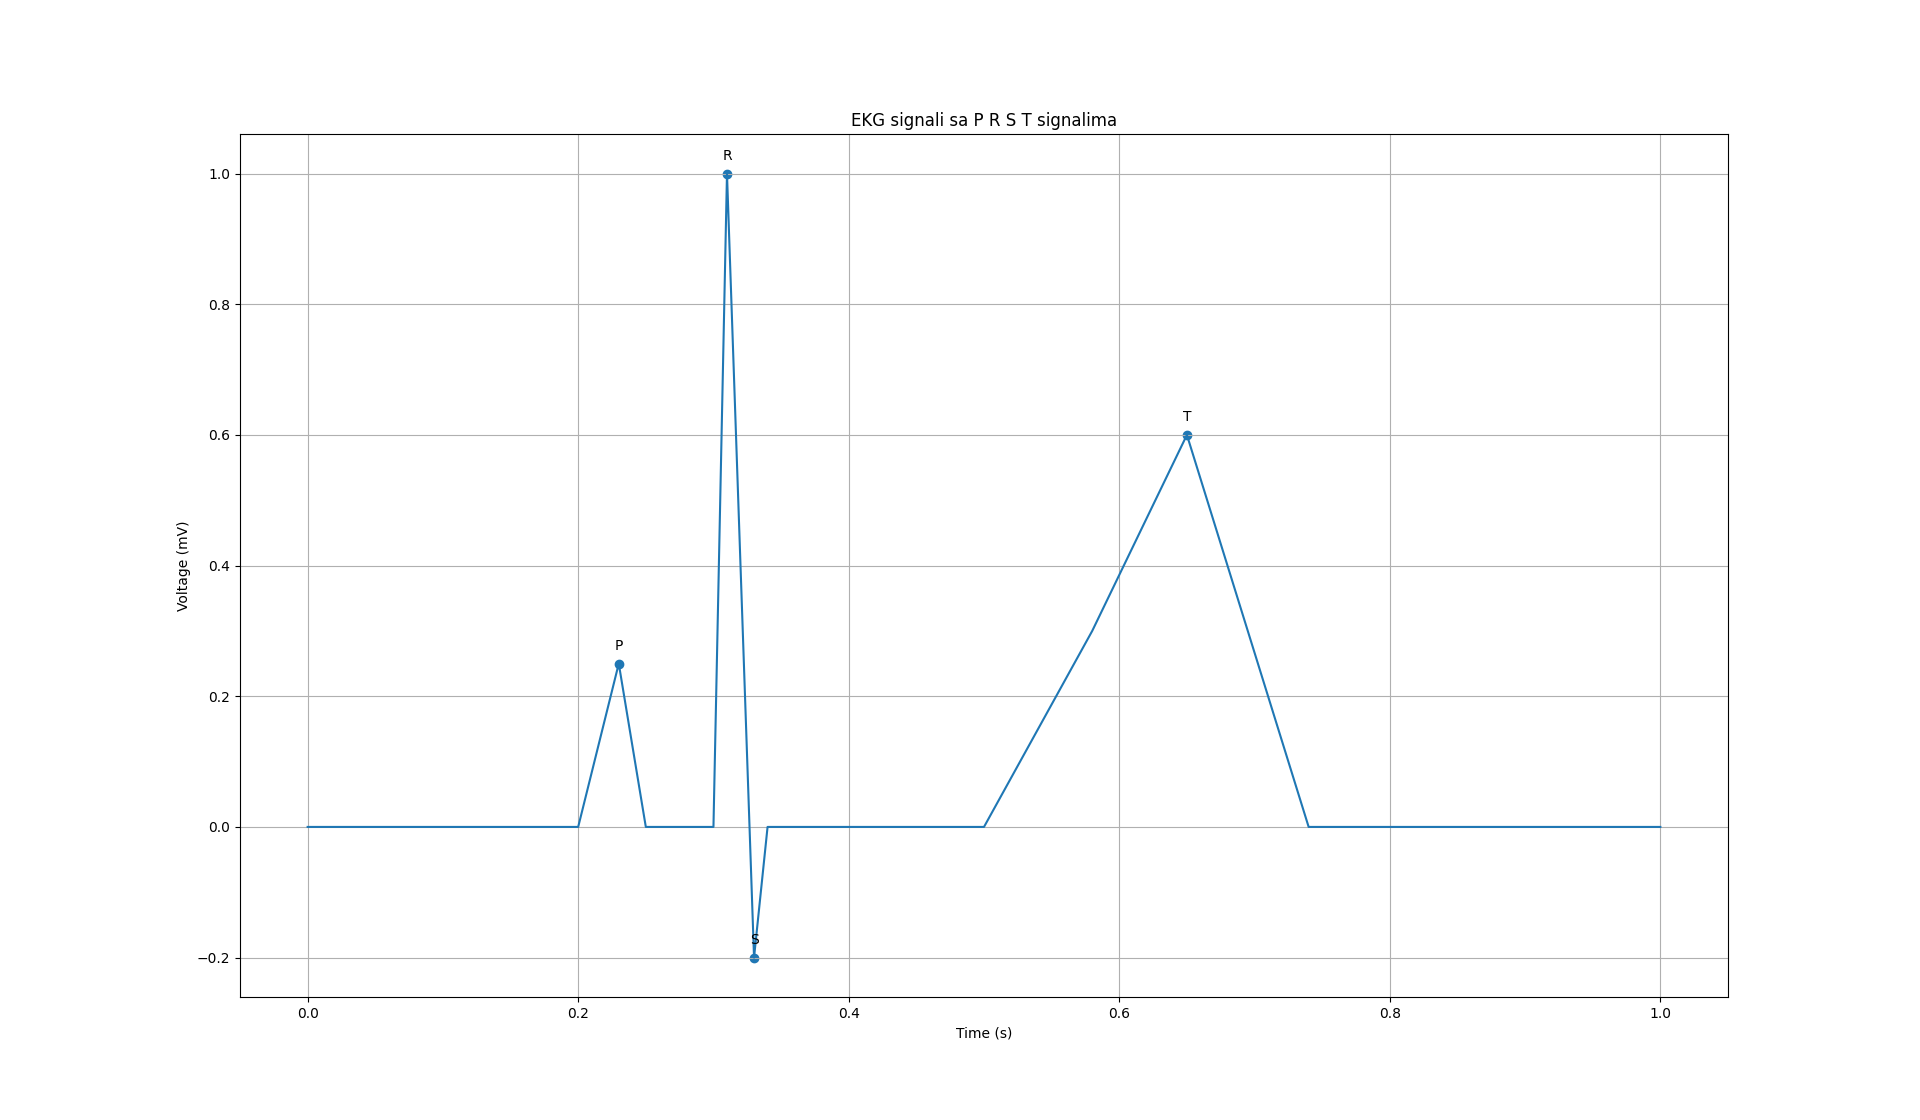 EKG signali sa P R S T signalima
R
1.0
0.8
T
0.6
Voltage (mV)
0.4
P
0.2
0.0
S
−0.2
0.0 0.2 0.4 0.6 0.8 1.0
Time (s)